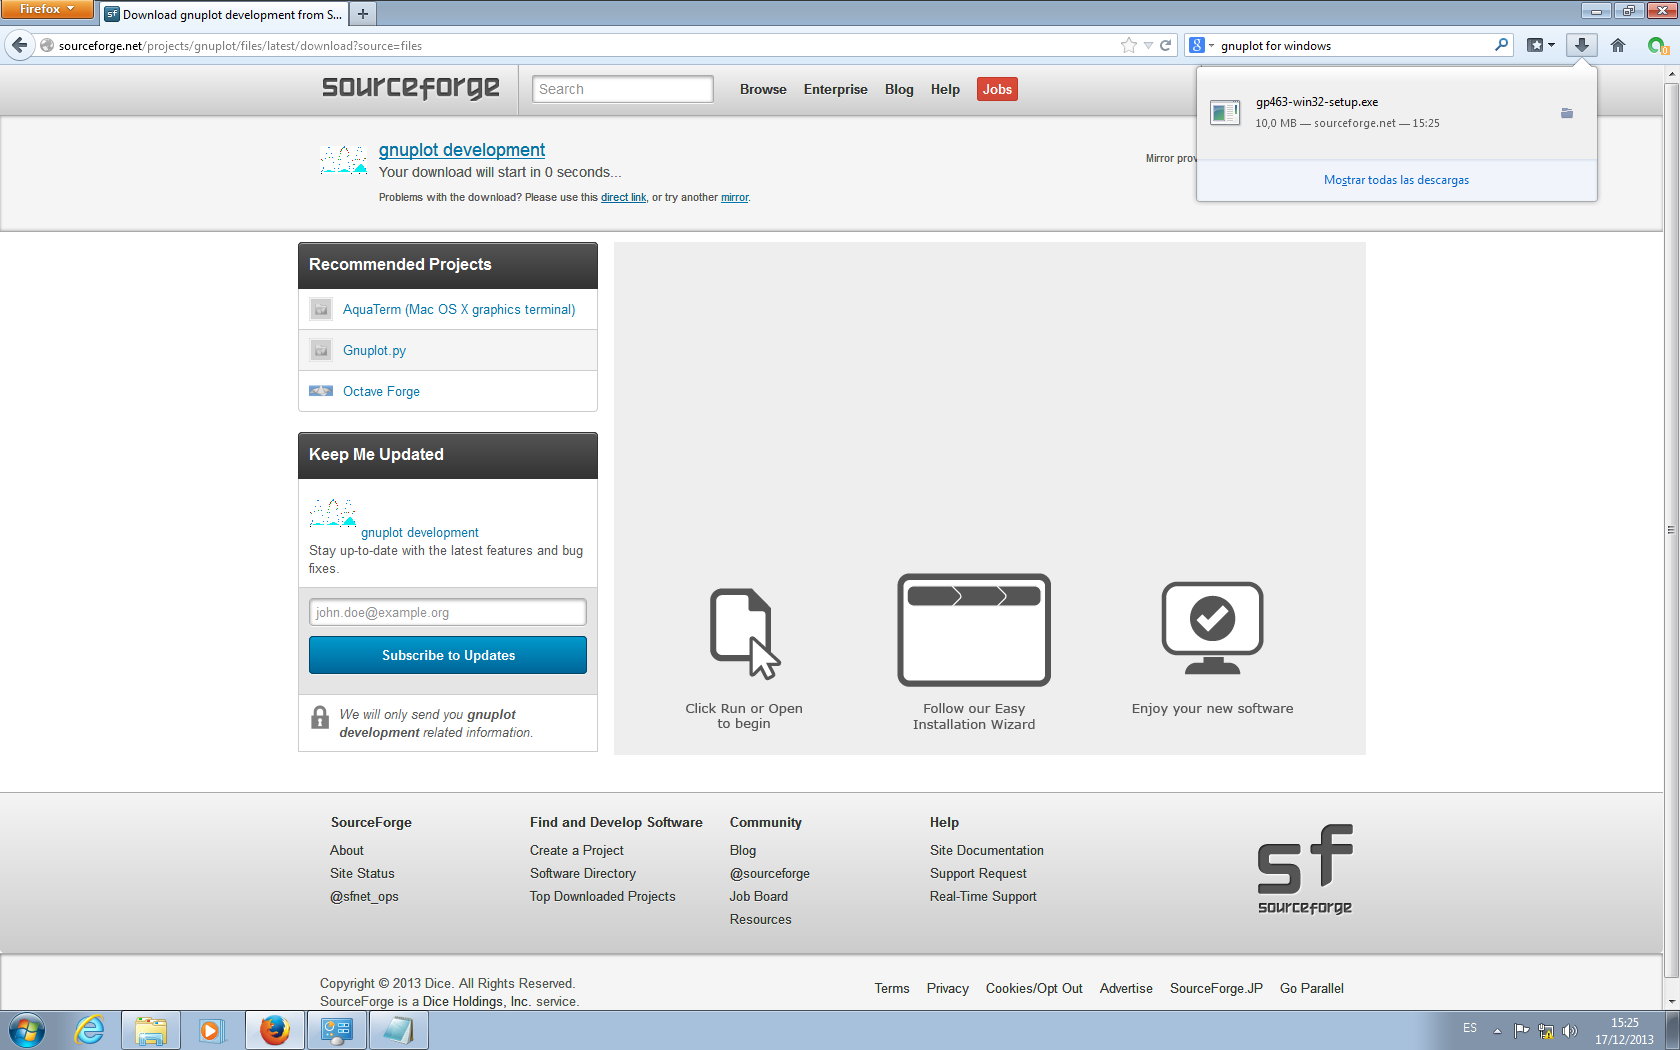 Firefox
Download gnuplot development from S...
sourceforge.net/projects/gnuplot/files/latest/download?source=files
gnuplot for windows
sourceforge
Search
Browse
Enterprise
Blog
Help
Jobs
gp463-win32-setup.exe
10,0 MB — sourceforge.net — 15:25
Mostrar todas las descargas
gnuplot development
Your download will start in 0 seconds...
Problems with the download? Please use this direct link, or try another mirror.
Mirror prov
Recommended Projects
AquaTerm (Mac OS X graphics terminal)
Gnuplot.py
Octave Forge
Keep Me Updated
gnuplot development
Stay up-to-date with the latest features and bug
fixes.
john.doe@example.org
Subscribe to Updates
We will only send you gnuplot
development related information.
Click Run or Open
to begin
Follow our Easy
Installation Wizard
Enjoy your new software
SourceForge
About
Site Status
@sfnet_ops
Find and Develop Software
Create a Project
Software Directory
Top Downloaded Projects
Community
Blog
@sourceforge
Job Board
Resources
Help
Site Documentation
Support Request
Real-Time Support
sf
sourceforge
Copyright © 2013 Dice. All Rights Reserved.
SourceForge is a Dice Holdings, Inc. service.
Terms
Privacy
Cookies/Opt Out
Advertise
SourceForge.JP
Go Parallel
ES
15:25
17/12/2013